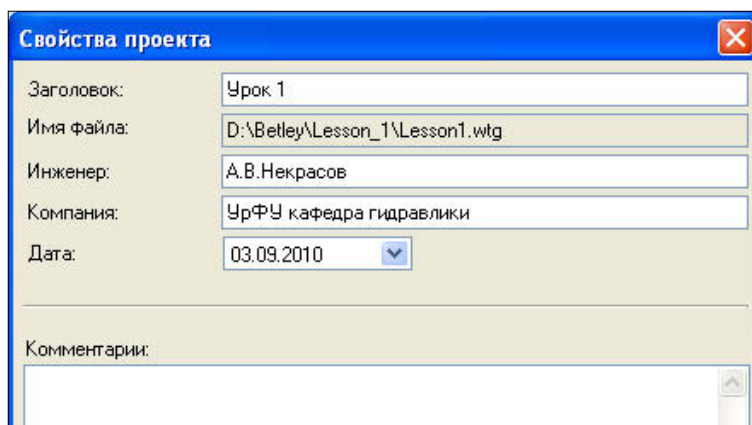 Свойства проекта
Заголовок: Урок 1
Имя файла: D:\Betley\Lesson_1\Lesson1.wtg
Инженер: А.В.Некрасов
Компания: УрФУ кафедра гидравлики
Дата: 03.09.2010
Комментарии: